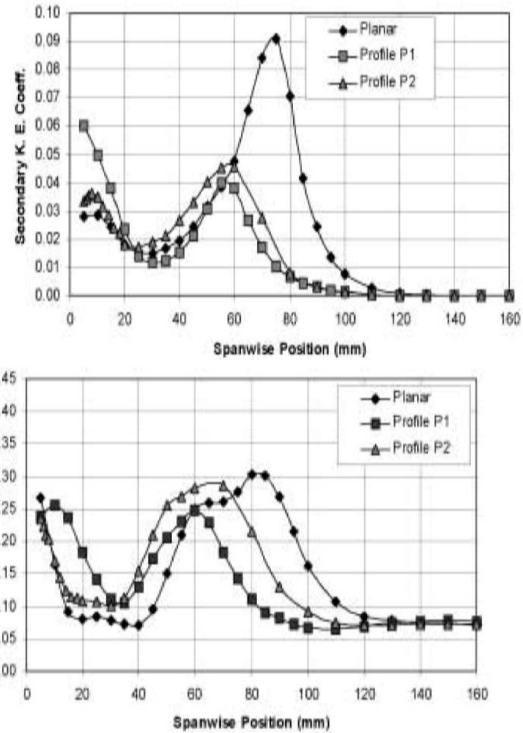 0.10
0.09
0.08
0.07
0.06
0.05
0.04
0.03
0.02
0.01
0.00
Secondary K. E. Coeff.
Planar
Profile P1
Profile P2
0 20 40 60 80 100 120 140 160
Spanwise Position (mm)
.45
.40
.35
.30
.25
.20
.15
.10
.05
.00
Planar
Profile P1
Profile P2
0 20 40 60 80 100 120 140 160
Spanwise Position (mm)